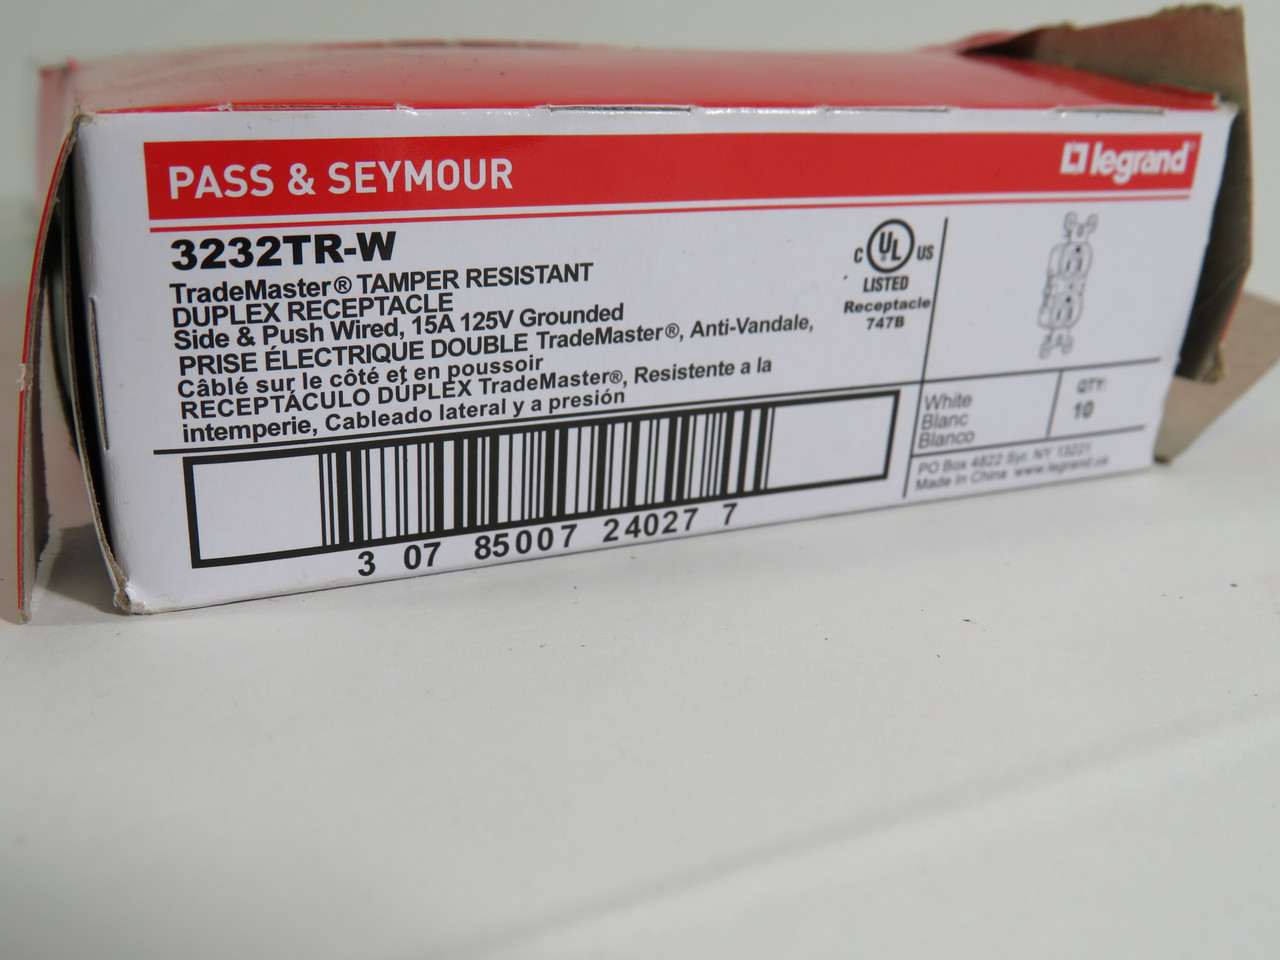 PASS & SEYMOUR
legrand®
3232TR-W
TradeMaster® TAMPER RESISTANT
DUPLEX RECEPTACLE
Side & Push Wired, 15A 125V Grounded
PRISE ÉLECTRIQUE DOUBLE TradeMaster®, Anti-Vandale,
Câblé sur le côté et en poussoir
RECEPTÁCULO DÚPLEX TradeMaster®, Resistente a la
intemperie, Cableado lateral y a presión
C UL US
LISTED
Receptacle
747B
White
Blanc
Blanco
QTY:
10
PO Box 4822 Syr. NY 13221
Made In China www.legrand.us
3 07 85007 24027 7